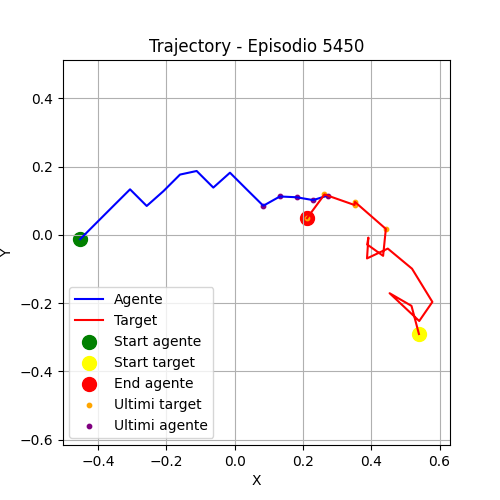 Trajectory - Episodio 5450
0.4
0.2
0.0
−0.2
−0.4
−0.6
Y
−0.4
−0.2
0.0
0.2
0.4
0.6
X
Agente
Target
Start agente
Start target
End agente
Ultimi target
Ultimi agente